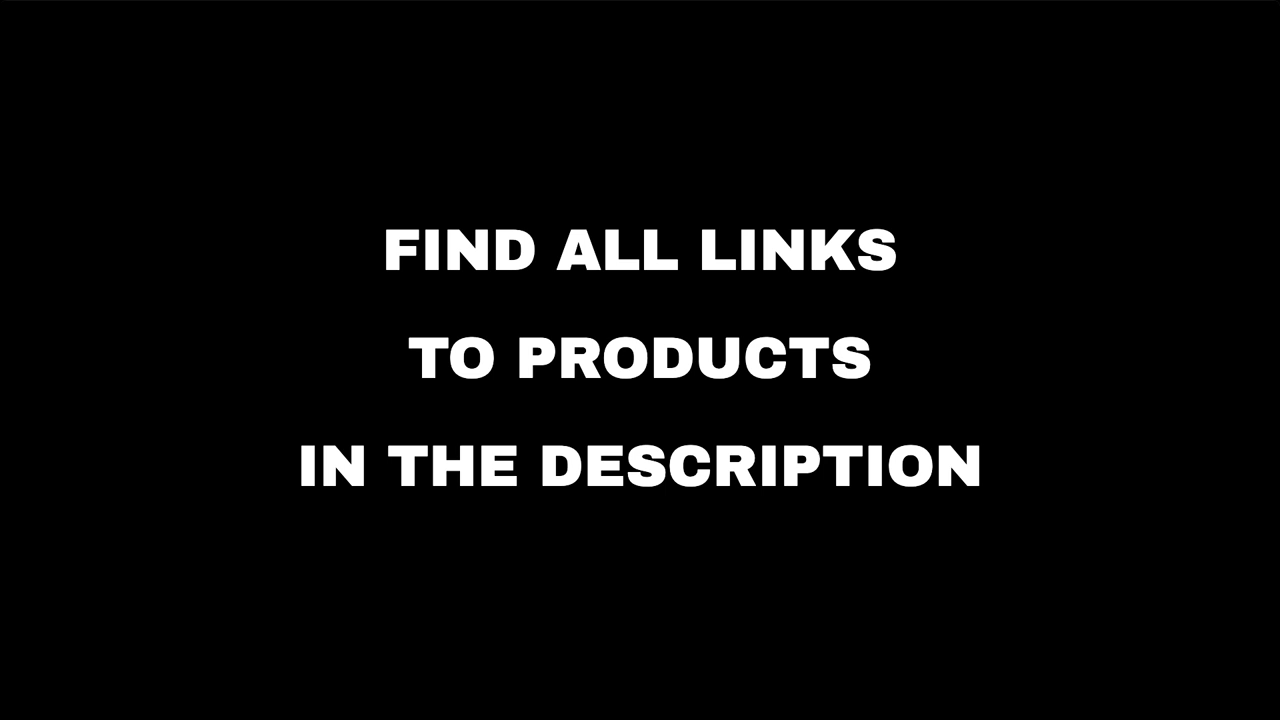 FIND ALL LINKS
TO PRODUCTS
IN THE DESCRIPTION